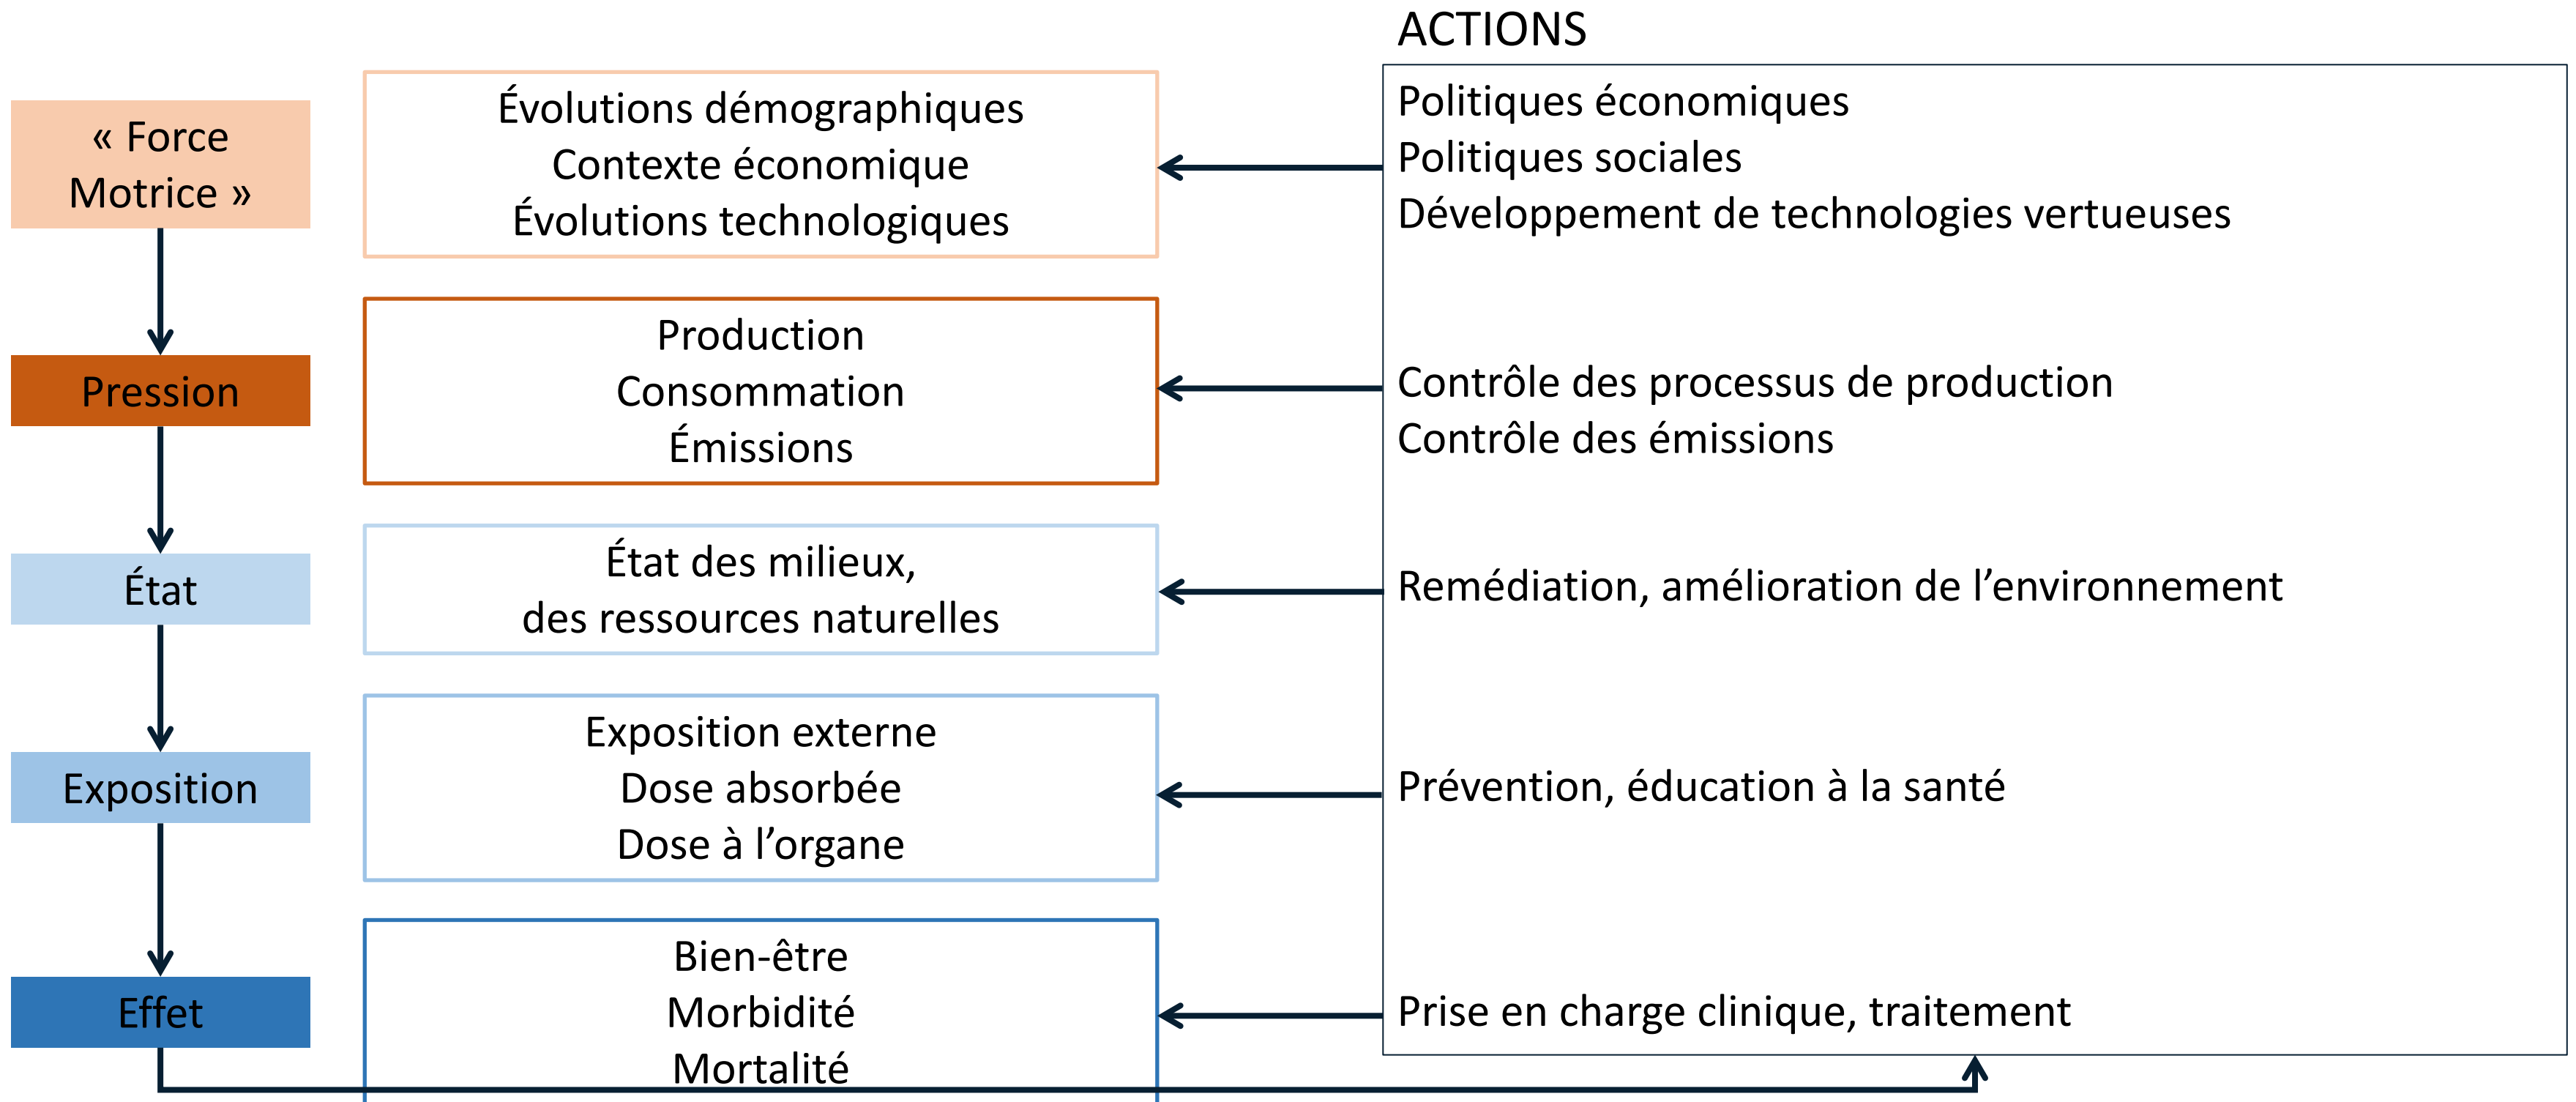 ACTIONS
« Force
Motrice »
Évolutions démographiques
Contexte économique
Évolutions technologiques
Politiques économiques
Politiques sociales
Développement de technologies vertueuses
Pression
Production
Consommation
Émissions
Contrôle des processus de production
Contrôle des émissions
État
État des milieux,
des ressources naturelles
Remédiation, amélioration de l’environnement
Exposition
Exposition externe
Dose absorbée
Dose à l’organe
Prévention, éducation à la santé
Effet
Bien-être
Morbidité
Mortalité
Prise en charge clinique, traitement